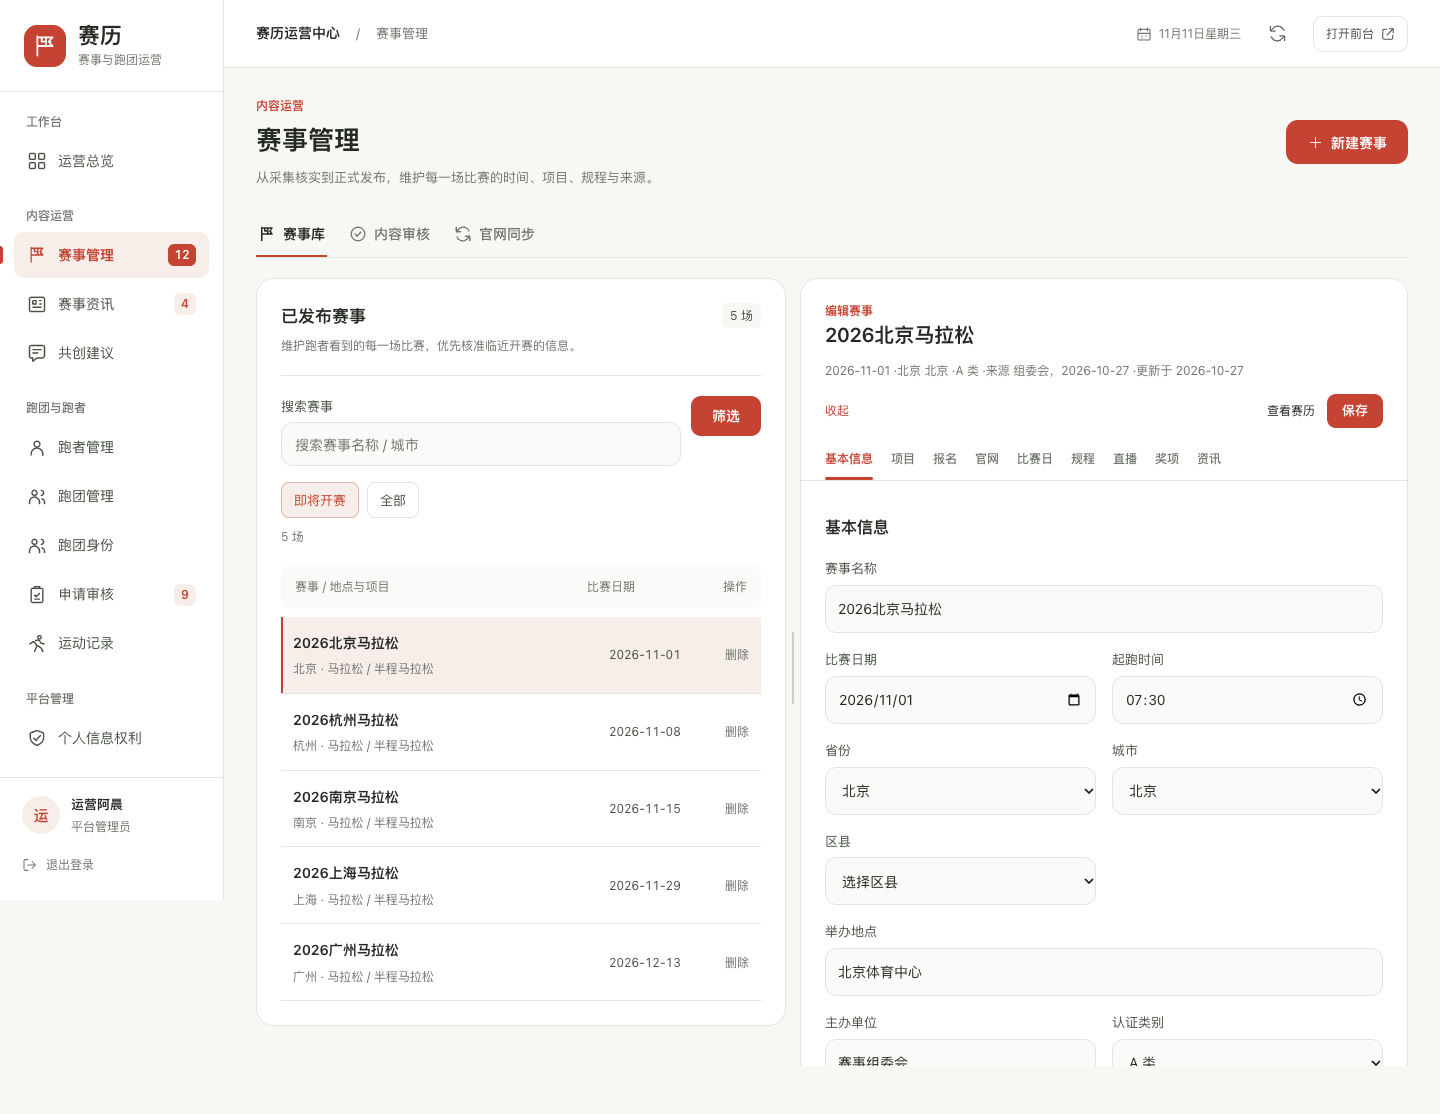 赛历
赛事与跑团运营
工作台
运营总览
内容运营
赛事管理 12
赛事资讯 4
共创建议
跑团与跑者
跑者管理
跑团管理
跑团身份
申请审核 9
运动记录
平台管理
个人信息权利
运
运营阿晨
平台管理员
退出登录
赛历运营中心 / 赛事管理
11月11日星期三
打开前台
内容运营
赛事管理
从采集核实到正式发布，维护每一场比赛的时间、项目、规程与来源。
新建赛事
赛事库 内容审核 官网同步
已发布赛事 5 场
维护跑者看到的每一场比赛，优先核准临近开赛的信息。
搜索赛事
搜索赛事名称 / 城市
筛选
即将开赛 全部
5 场
赛事 / 地点与项目 比赛日期 操作
2026北京马拉松
北京 · 马拉松 / 半程马拉松
2026-11-01 删除
2026杭州马拉松
杭州 · 马拉松 / 半程马拉松
2026-11-08 删除
2026南京马拉松
南京 · 马拉松 / 半程马拉松
2026-11-15 删除
2026上海马拉松
上海 · 马拉松 / 半程马拉松
2026-11-29 删除
2026广州马拉松
广州 · 马拉松 / 半程马拉松
2026-12-13 删除
编辑赛事
2026北京马拉松
2026-11-01 ·北京 北京 ·A 类 ·来源 组委会，2026-10-27 ·更新于 2026-10-27
收起 查看赛历 保存
基本信息 项目 报名 官网 比赛日 规程 直播 奖项 资讯
基本信息
赛事名称
2026北京马拉松
比赛日期 起跑时间
2026/11/01 07:30
省份 城市
北京 北京
区县
选择区县
举办地点
北京体育中心
主办单位 认证类别
赛事组委会 A 类